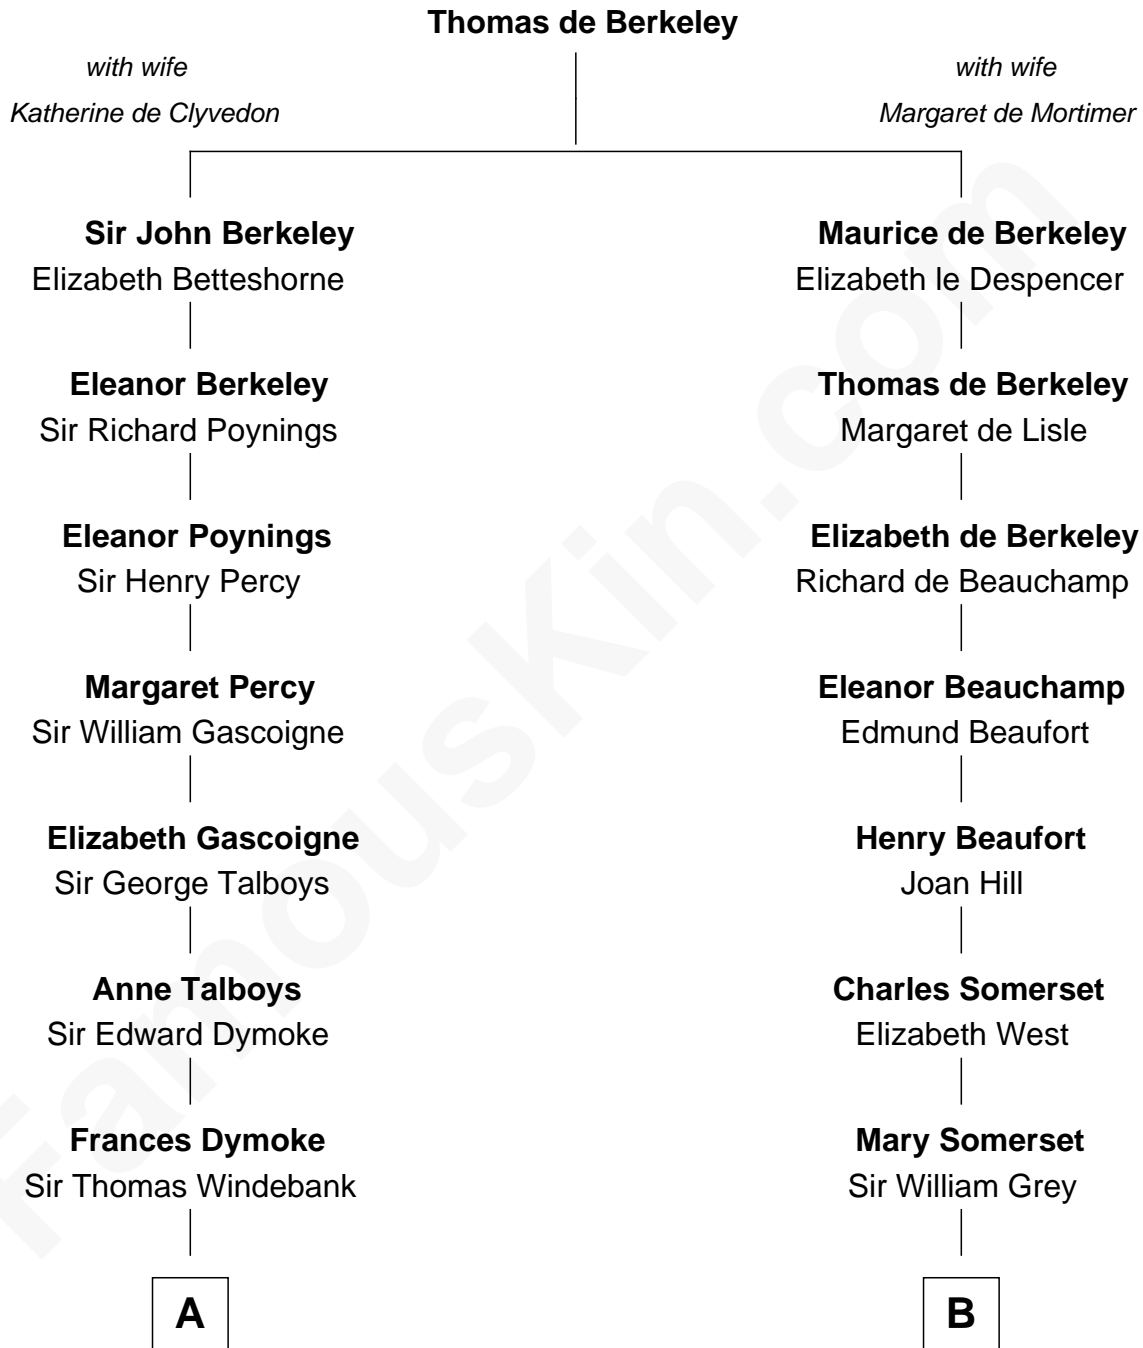 Thomas de Berkeley
with wife
Katherine de Clyvedon
with wife
Margaret de Mortimer
Sir John Berkeley
Elizabeth Betteshorne
Maurice de Berkeley
Elizabeth le Despencer
Eleanor Berkeley
Sir Richard Poynings
Thomas de Berkeley
Margaret de Lisle
Eleanor Poynings
Sir Henry Percy
Elizabeth de Berkeley
Richard de Beauchamp
Margaret Percy
Sir William Gascoigne
Eleanor Beauchamp
Edmund Beaufort
Elizabeth Gascoigne
Sir George Talboys
Henry Beaufort
Joan Hill
Anne Talboys
Sir Edward Dymoke
Charles Somerset
Elizabeth West
Frances Dymoke
Sir Thomas Windebank
Mary Somerset
Sir William Grey
A
B
FamousKin.com